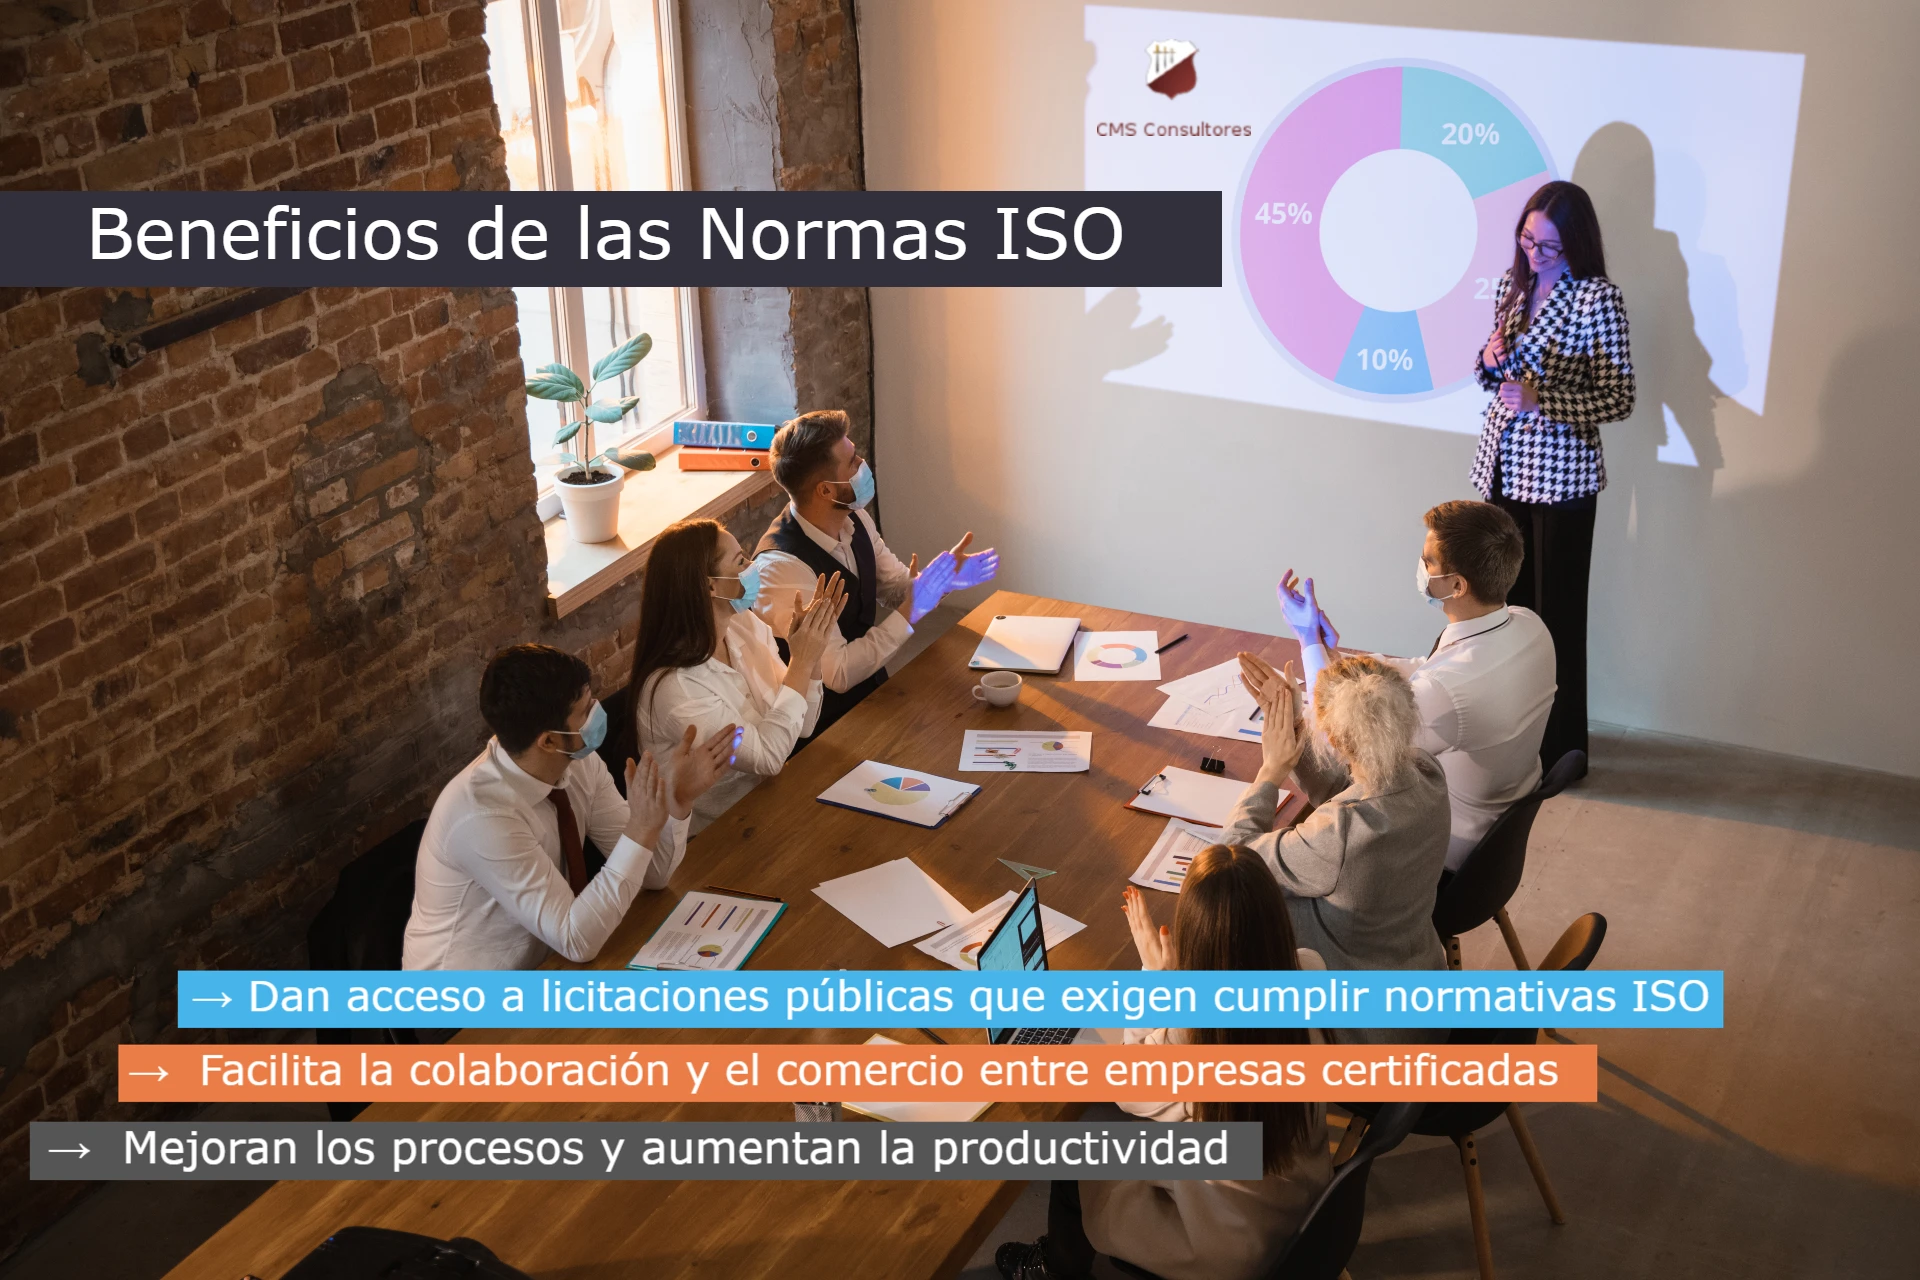 CMS Consultores
20%
45%
10%
Beneficios de las Normas ISO
→ Dan acceso a licitaciones públicas que exigen cumplir normativas ISO
→ Facilita la colaboración y el comercio entre empresas certificadas
→ Mejoran los procesos y aumentan la productividad